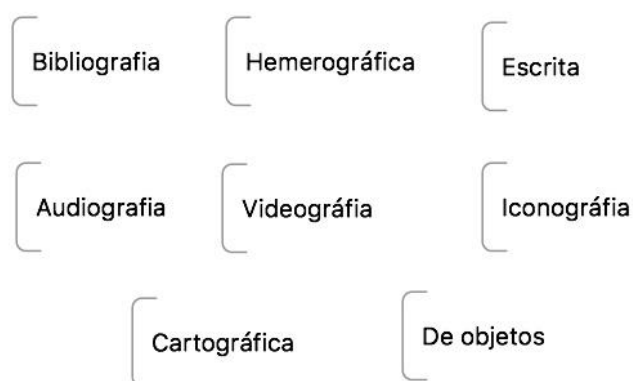 Bibliografia
Hemerográfica
Escrita
Audiografia
Videográfia
Iconográfia
Cartográfica
De objetos